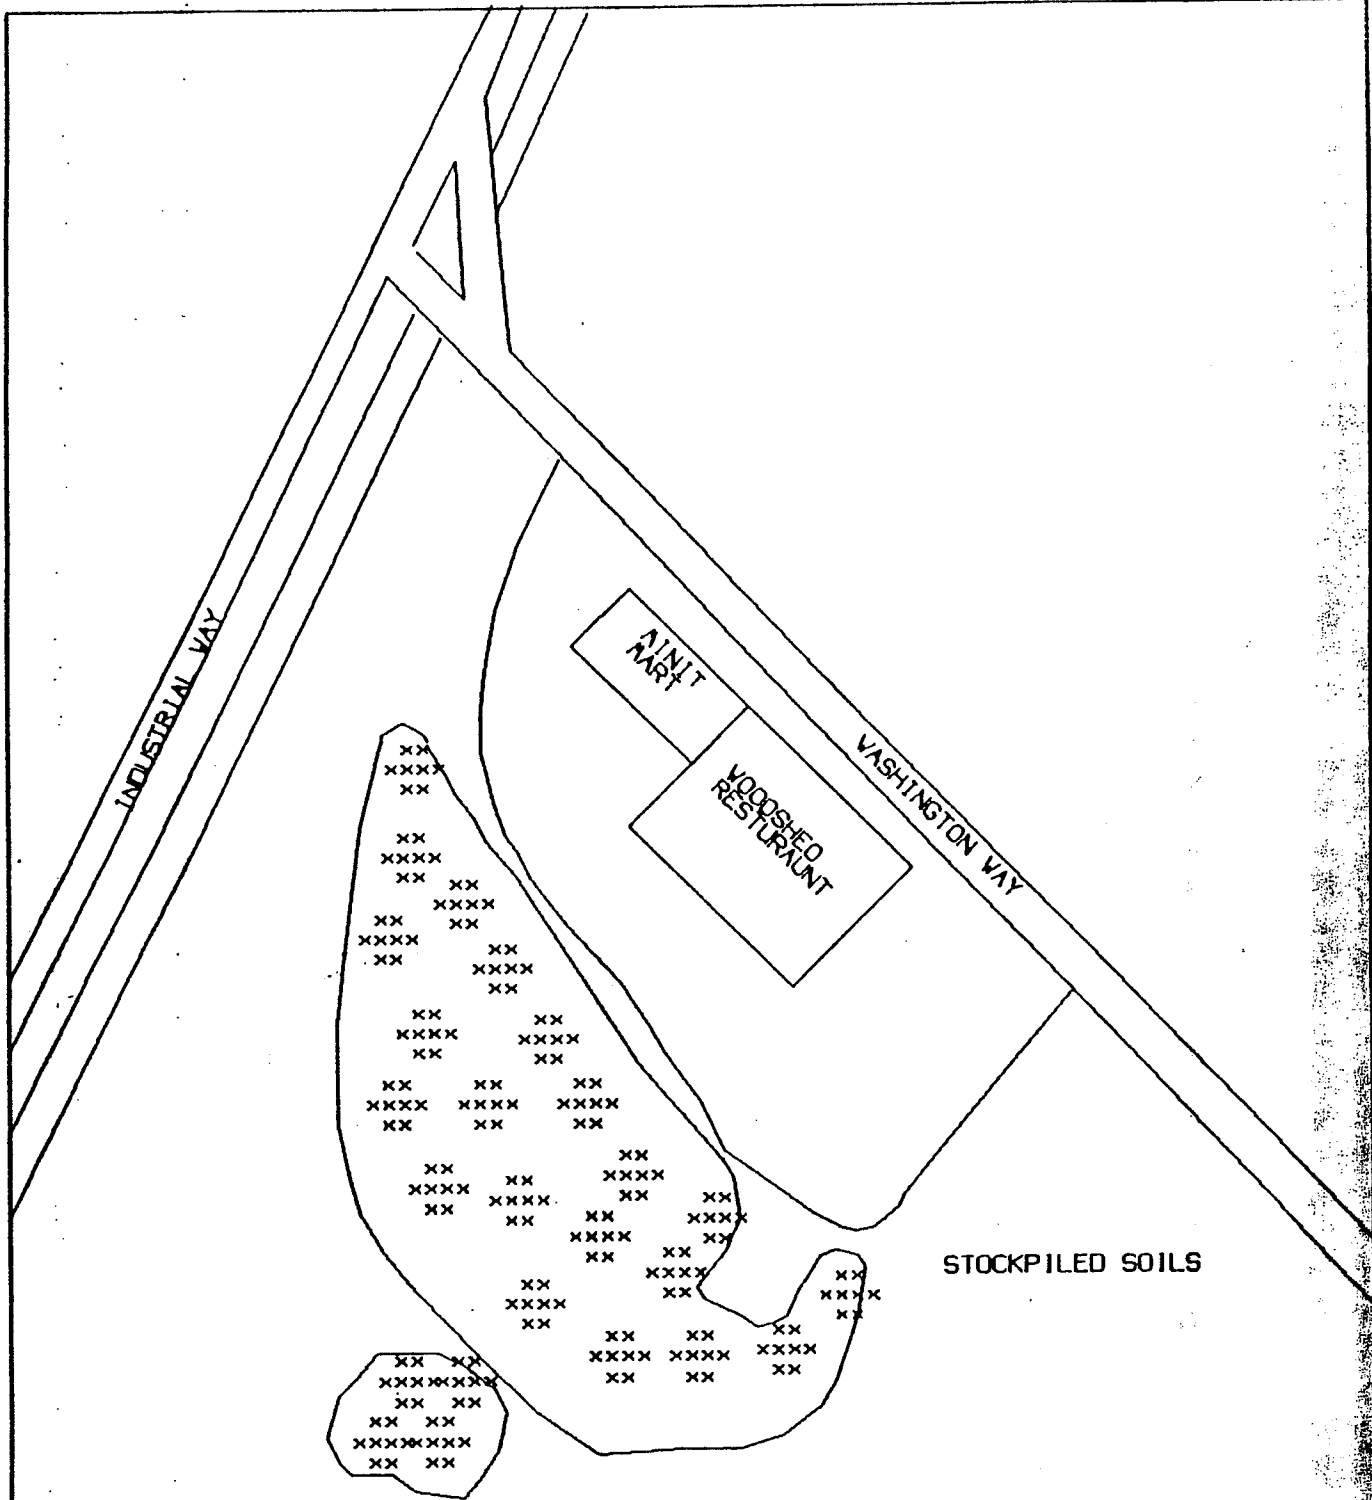 INDUSTRIAL WAY
MINIT
MART
WOODSHED
RESTURAUNT
WASHINGTON WAY
STOCKPILED SOILS